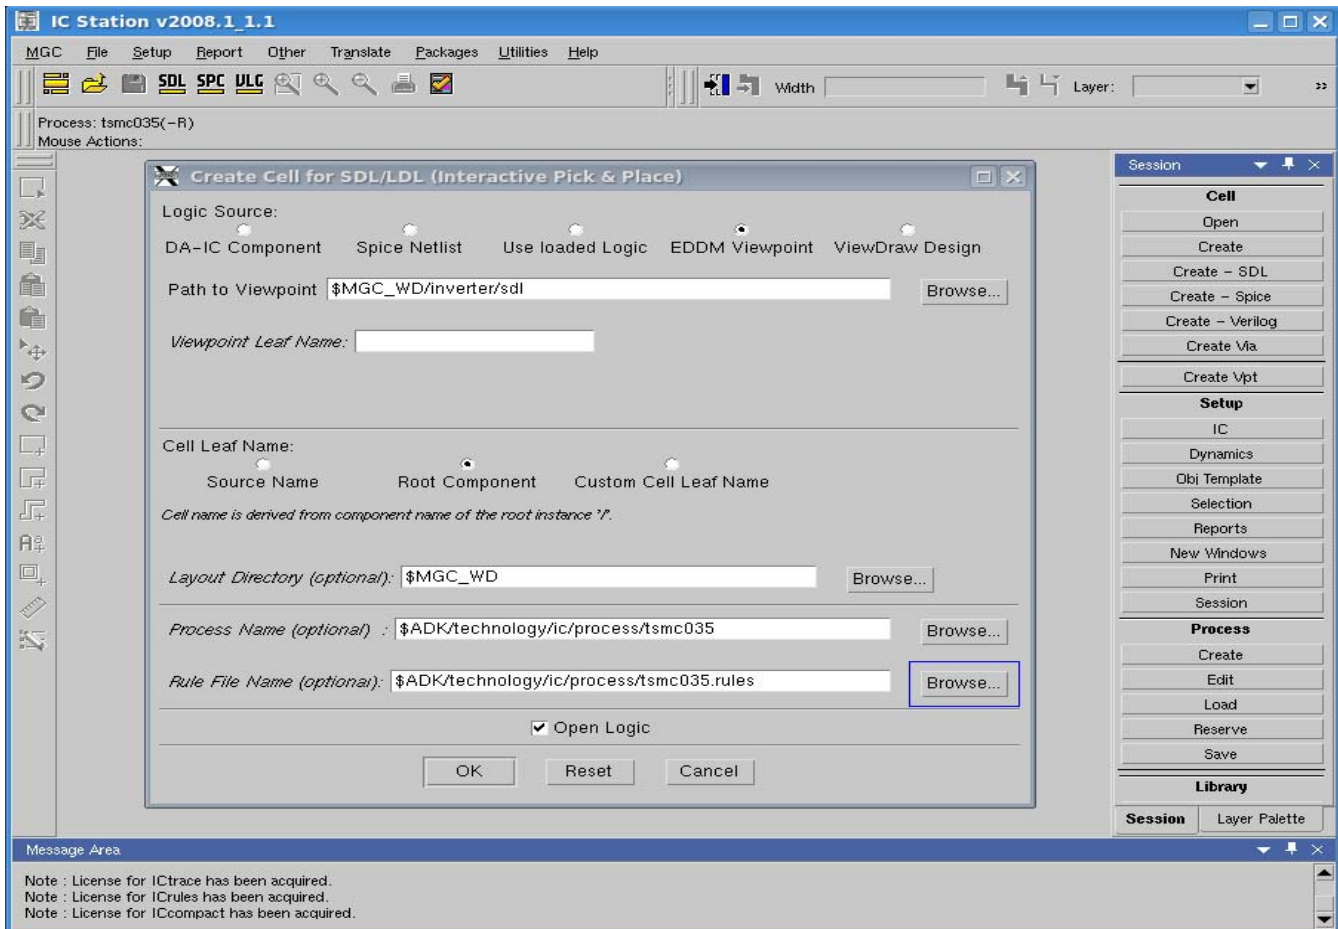 IC Station v2008.1_1.1
MGC File Setup Report Other Translate Packages Utilities Help
SDL SPC VLG Width Layer:
Process: tsmc035(-R)
Mouse Actions:
Create Cell for SDL/LDL (Interactive Pick & Place)
Logic Source:
DA-IC Component Spice Netlist Use loaded Logic EDDM Viewpoint ViewDraw Design
Path to Viewpoint $MGC_WD/inverter/sdl Browse...
Viewpoint Leaf Name:
Cell Leaf Name:
Source Name Root Component Custom Cell Leaf Name
Cell name is derived from component name of the root instance '/'.
Layout Directory (optional): $MGC_WD Browse...
Process Name (optional) : $ADK/technology/ic/process/tsmc035 Browse...
Rule File Name (optional): $ADK/technology/ic/process/tsmc035.rules Browse...
Open Logic
OK Reset Cancel
Session
Cell
Open
Create
Create - SDL
Create - Spice
Create - Verilog
Create Via
Create Vpt
Setup
IC
Dynamics
Obj Template
Selection
Reports
New Windows
Print
Session
Process
Create
Edit
Load
Reserve
Save
Library
Session Layer Palette
Message Area
Note : License for ICtrace has been acquired.
Note : License for ICrules has been acquired.
Note : License for ICcompact has been acquired.